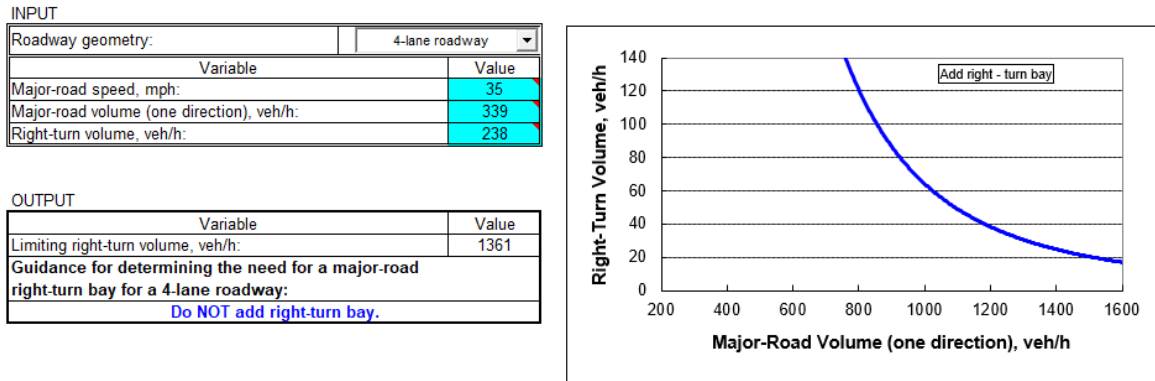 INPUT
Roadway geometry: 4-lane roadway
Variable Value
Major-road speed, mph: 35
Major-road volume (one direction), veh/h: 339
Right-turn volume, veh/h: 238
OUTPUT
Variable Value
Limiting right-turn volume, veh/h: 1361
Guidance for determining the need for a major-road
right-turn bay for a 4-lane roadway:
Do NOT add right-turn bay.
Right-Turn Volume, veh/h
140
120
100
80
60
40
20
0
Add right - turn bay
200 400 600 800 1000 1200 1400 1600
Major-Road Volume (one direction), veh/h